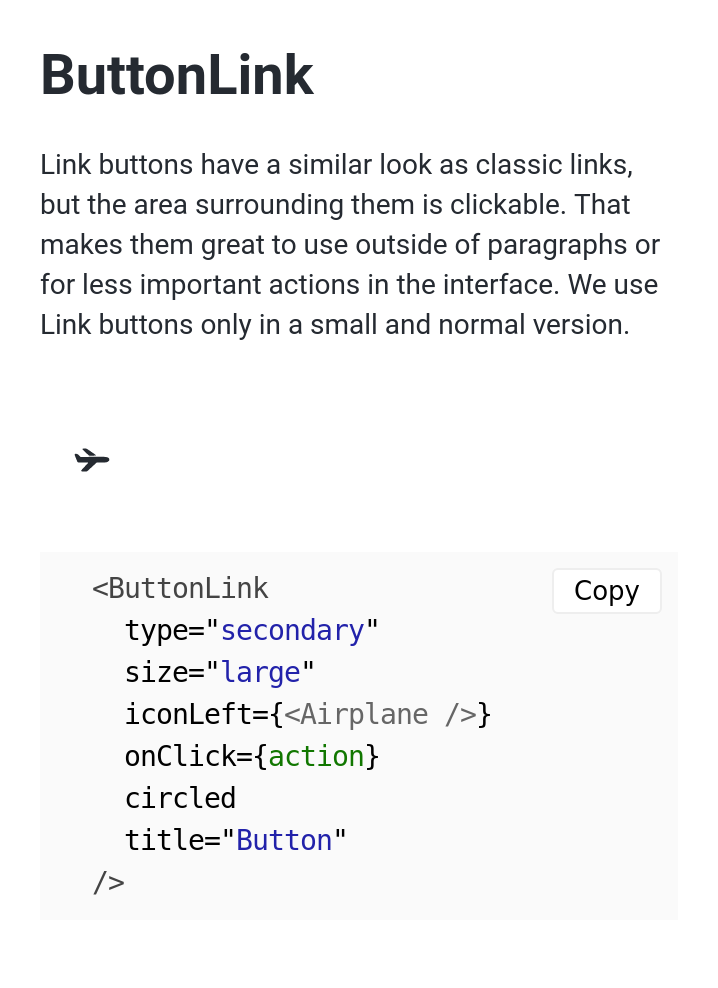 ButtonLink
Link buttons have a similar look as classic links,
but the area surrounding them is clickable. That
makes them great to use outside of paragraphs or
for less important actions in the interface. We use
Link buttons only in a small and normal version.
<ButtonLink
Copy
type="secondary"
size="large"
iconLeft={<Airplane />}
onClick={action}
circled
title="Button"
/>